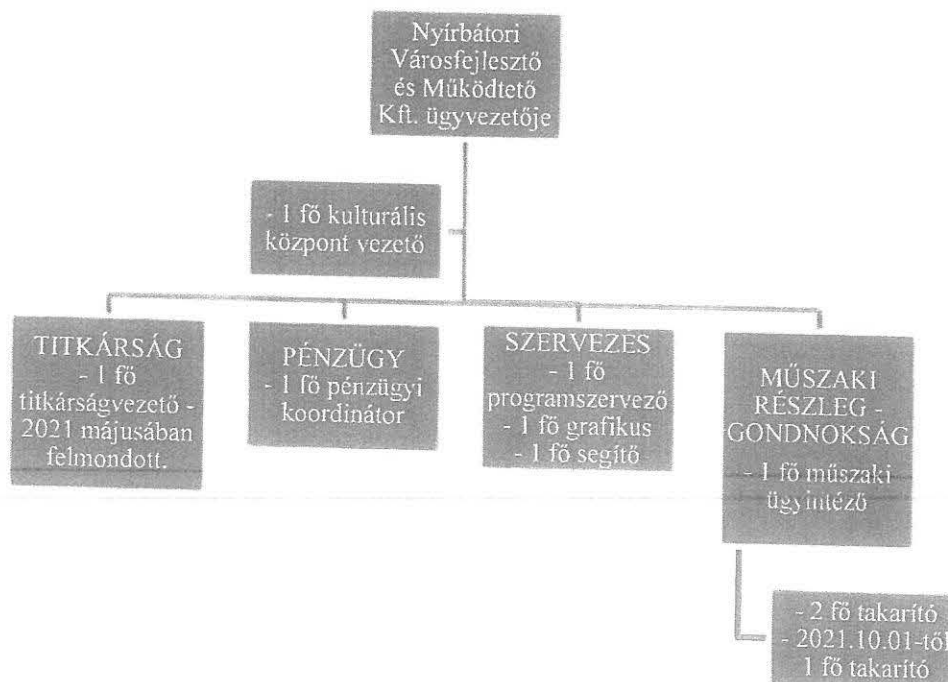 Nyírbátori
Városfejlesztő
és Működtető
Kft. ügyvezetője
- 1 fő kulturális
központ vezető
TITKÁRSÁG
- 1 fő
titkárságvezető -
2021 májusában
felmondott.
PÉNZÜGY
- 1 fő pénzügyi
koordinátor
SZERVEZÉS
- 1 fő
programszervező
- 1 fő grafikus
- 1 fő segítő
MŰSZAKI
RÉSZLEG -
GONDNOKSÁG
- 1 fő műszaki
ügyintéző
- 2 fő takarító
- 2021.10.01-től
1 fő takarító